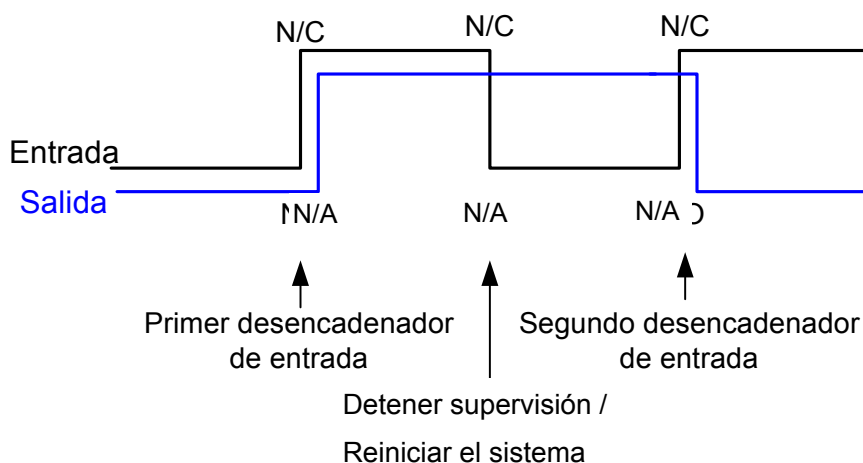 N/C N/C N/C
Entrada
Salida
N/A N/A N/A
Primer desencadenador
de entrada
Segundo desencadenador
de entrada
Detener supervisión /
Reiniciar el sistema